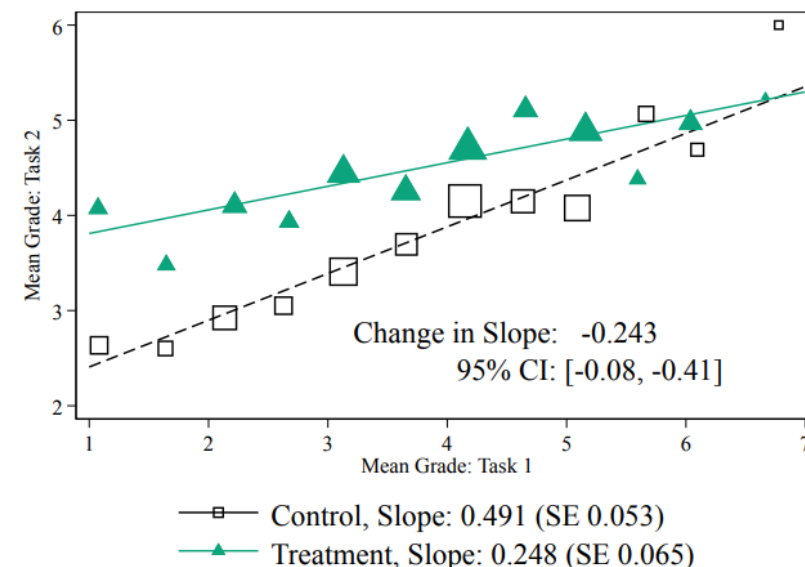 Mean Grade: Task 2
6
5
4
3
2
Change in Slope: -0.243
95% CI: [-0.08, -0.41]
1 2 3 4 5 6 7
Mean Grade: Task 1
Control, Slope: 0.491 (SE 0.053)
Treatment, Slope: 0.248 (SE 0.065)